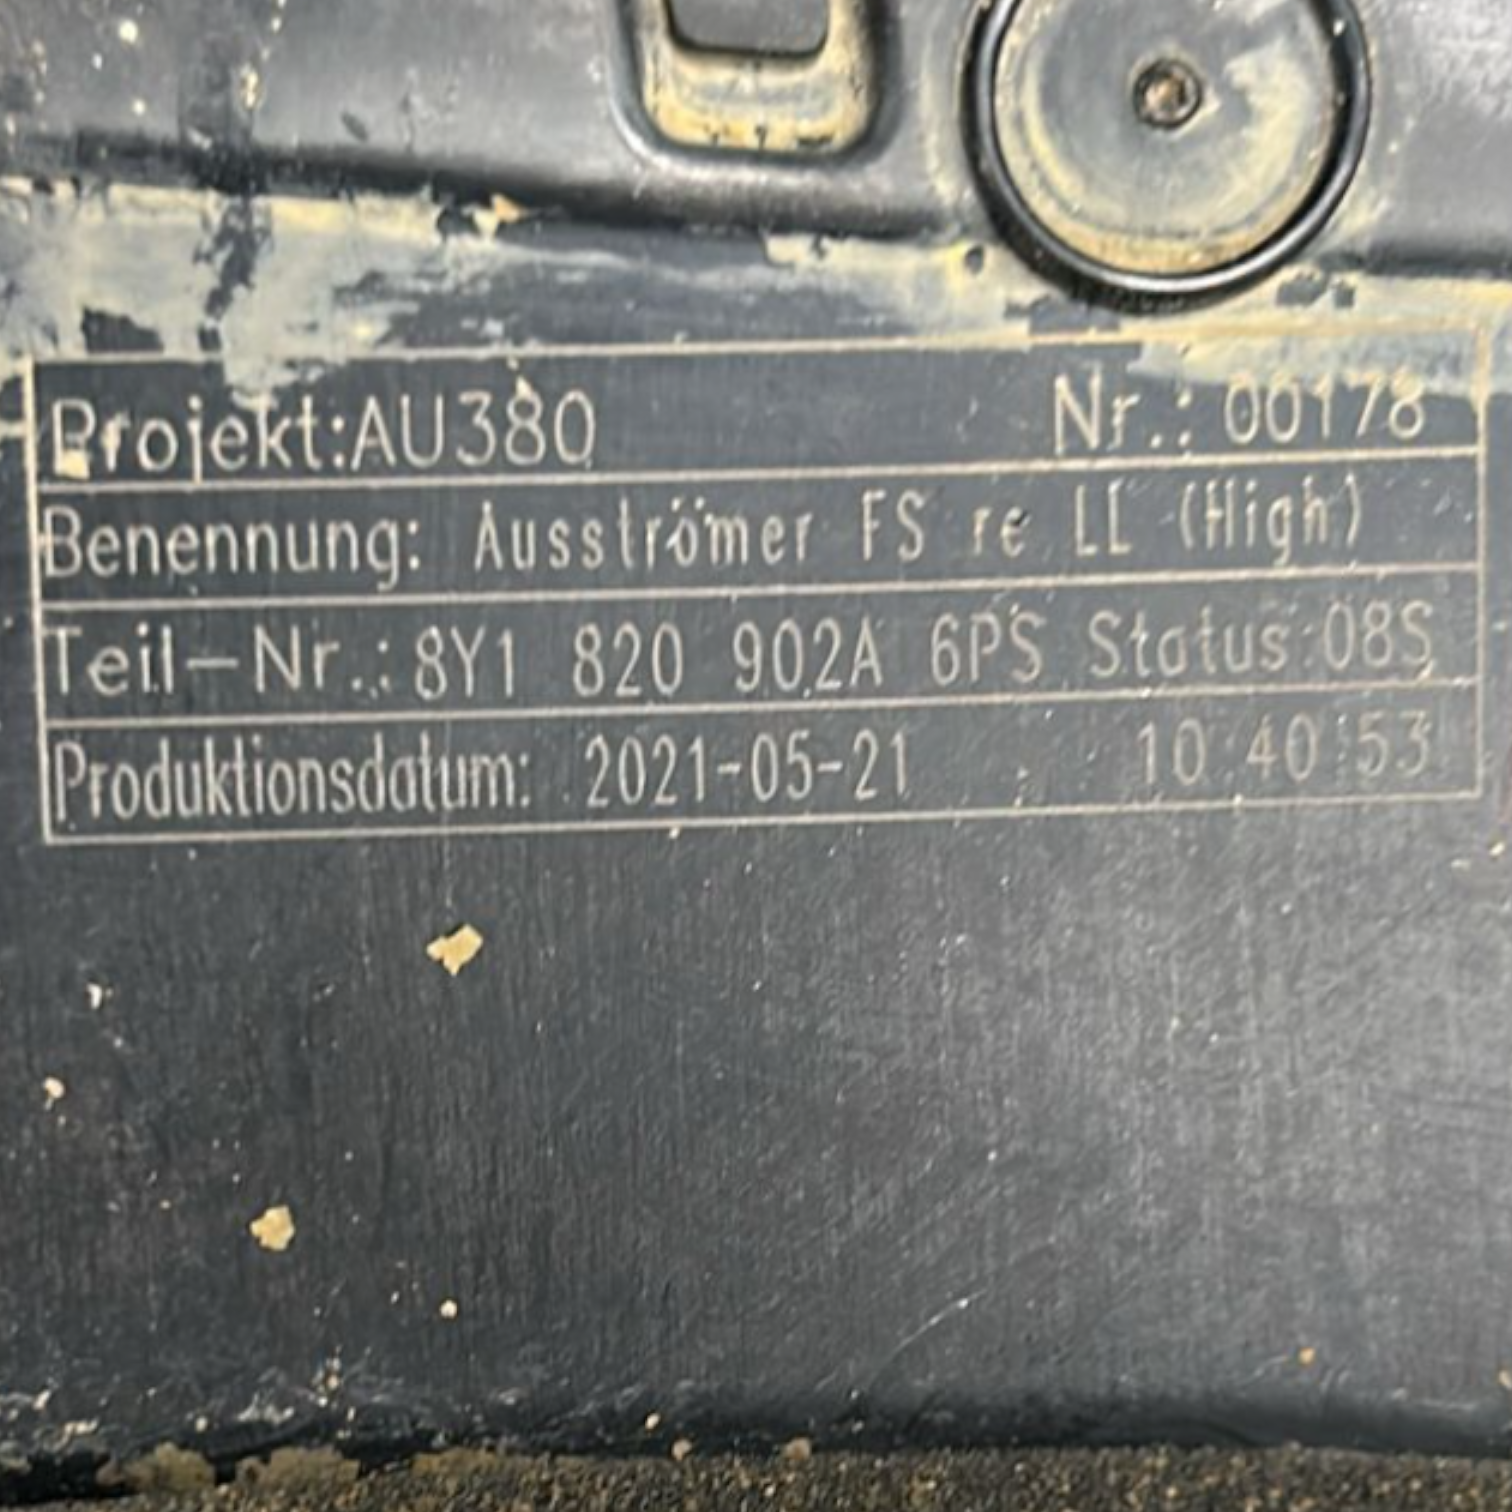 Projekt:AU380 Nr.: 00178
Benennung: Ausströmer FS re LL (High)
Teil-Nr.: 8Y1 820 902A 6PS Status:08S
Produktionsdatum: 2021-05-21 10:40:53